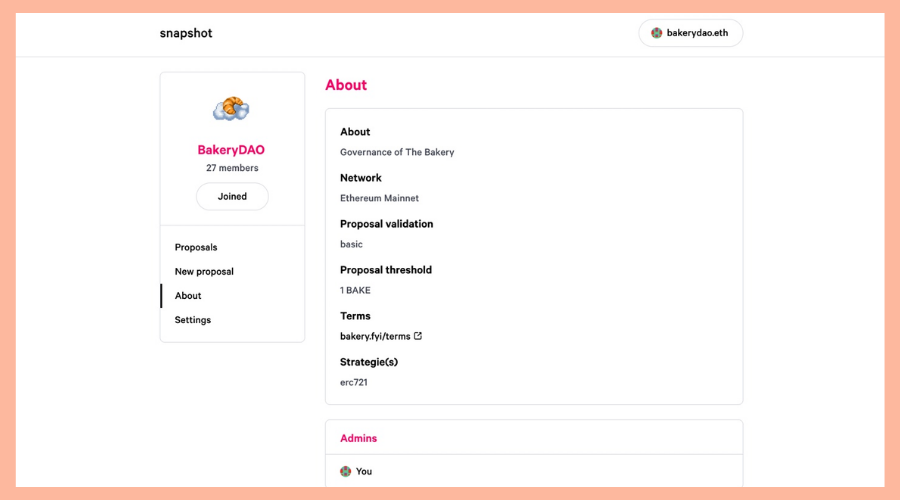 snapshot
bakerydao.eth
BakeryDAO
27 members
Joined
Proposals
New proposal
About
Settings
About
About
Governance of The Bakery
Network
Ethereum Mainnet
Proposal validation
basic
Proposal threshold
1 BAKE
Terms
bakery.fyi/terms
Strategie(s)
erc721
Admins
You